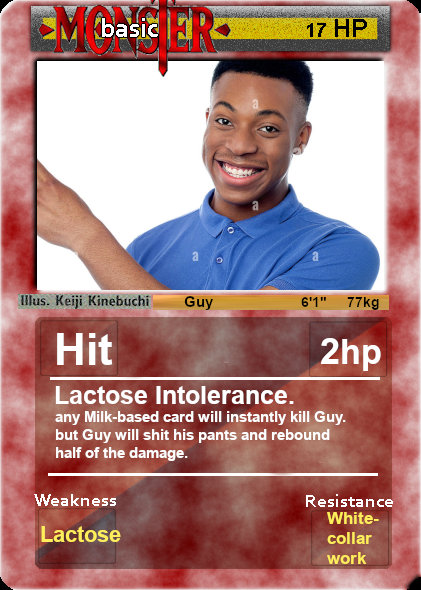 MONSTER
basic
17 HP
a
a
a
a
a
Illus. Keiji Kinebuchi
Guy
6'1" 77kg
Hit
2hp
Lactose Intolerance.
any Milk-based card will instantly kill Guy.
but Guy will shit his pants and rebound
half of the damage.
Weakness
Resistance
Lactose
White-
collar
work